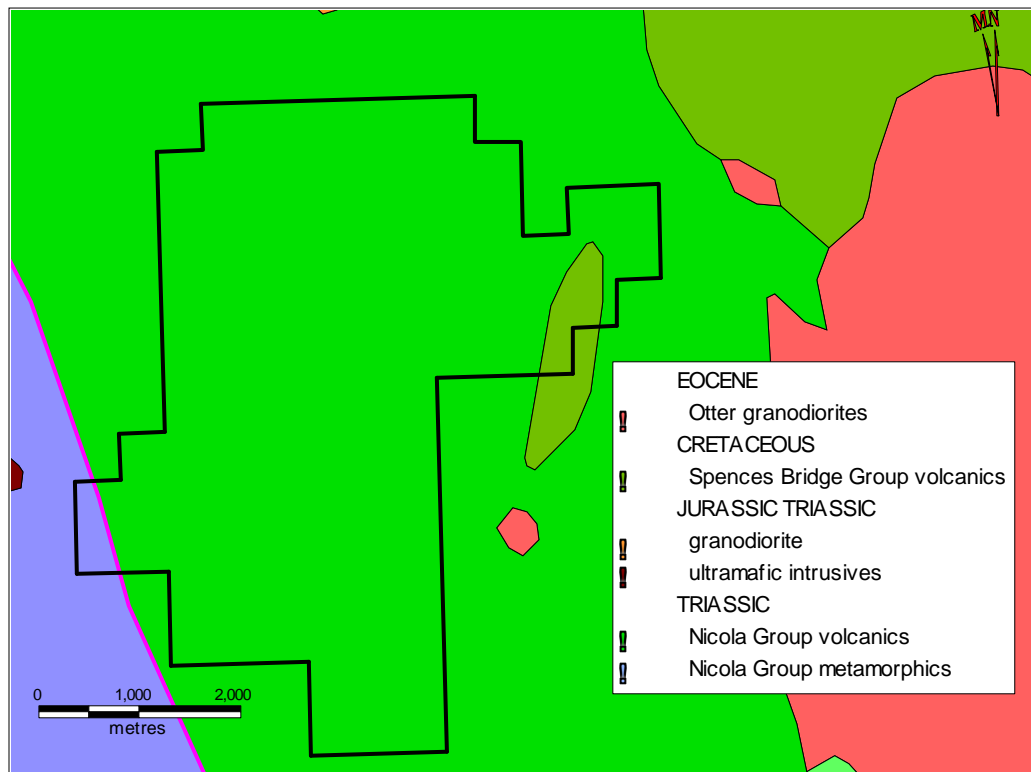 MN
EOCENE
Otter granodiorites
CRETACEOUS
Spences Bridge Group volcanics
JURASSIC TRIASSIC
granodiorite
ultramafic intrusives
TRIASSIC
Nicola Group volcanics
Nicola Group metamorphics
0 1,000 2,000
metres